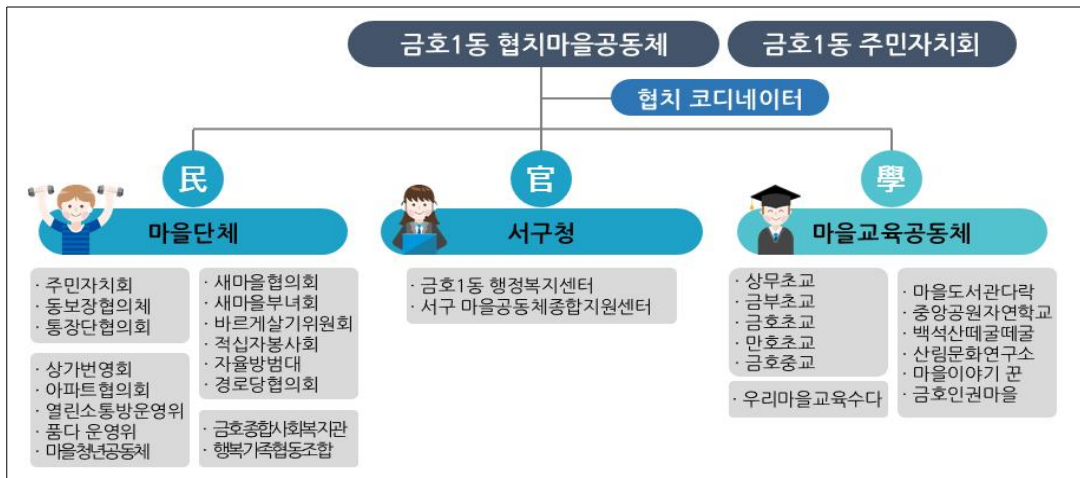 금호1동 협치마을공동체
금호1동 주민자치회
협치 코디네이터
民
마을단체
· 주민자치회
· 동보장협의체
· 통장단협의회
· 상가번영회
· 아파트협의회
· 열린소통방운영위
· 품다 운영위
· 마을청년공동체
· 새마을협의회
· 새마을부녀회
· 바르게살기위원회
· 적십자봉사회
· 자율방범대
· 경로당협의회
· 금호종합사회복지관
· 행복가족협동조합
官
서구청
· 금호1동 행정복지센터
· 서구 마을공동체종합지원센터
學
마을교육공동체
· 상무초교
· 금부초교
· 금호초교
· 만호초교
· 금호중교
· 우리마을교육수다
· 마을도서관다락
· 중앙공원자연학교
· 백석산떼굴떼굴
· 산림문화연구소
· 마을이야기 꾼
· 금호인권마을